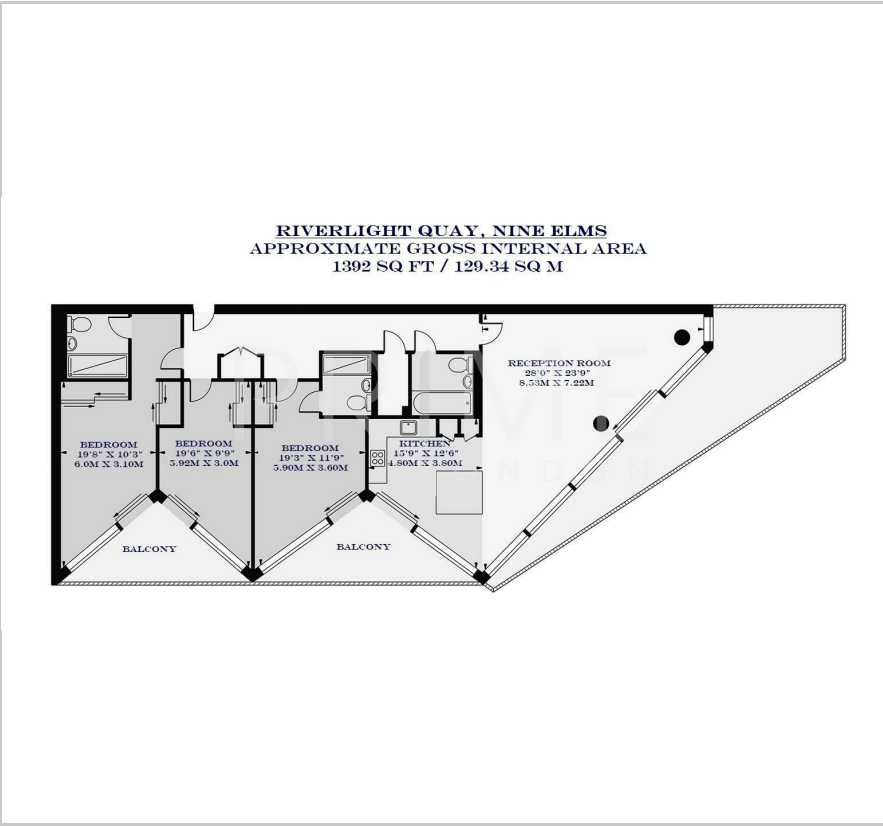 RIVERLIGHT QUAY, NINE ELMS
APPROXIMATE GROSS INTERNAL AREA
1392 SQ FT / 129.34 SQ M
RECEPTION ROOM
28'0" X 23'9"
8.53M X 7.22M
BEDROOM
19'8" X 10'3"
6.0M X 3.10M
BEDROOM
19'6" X 9'9"
5.92M X 3.0M
BEDROOM
19'3" X 11'9"
5.90M X 3.60M
KITCHEN
15'9" X 12'6"
4.80M X 3.80M
BALCONY
BALCONY
PRIME
LONDON